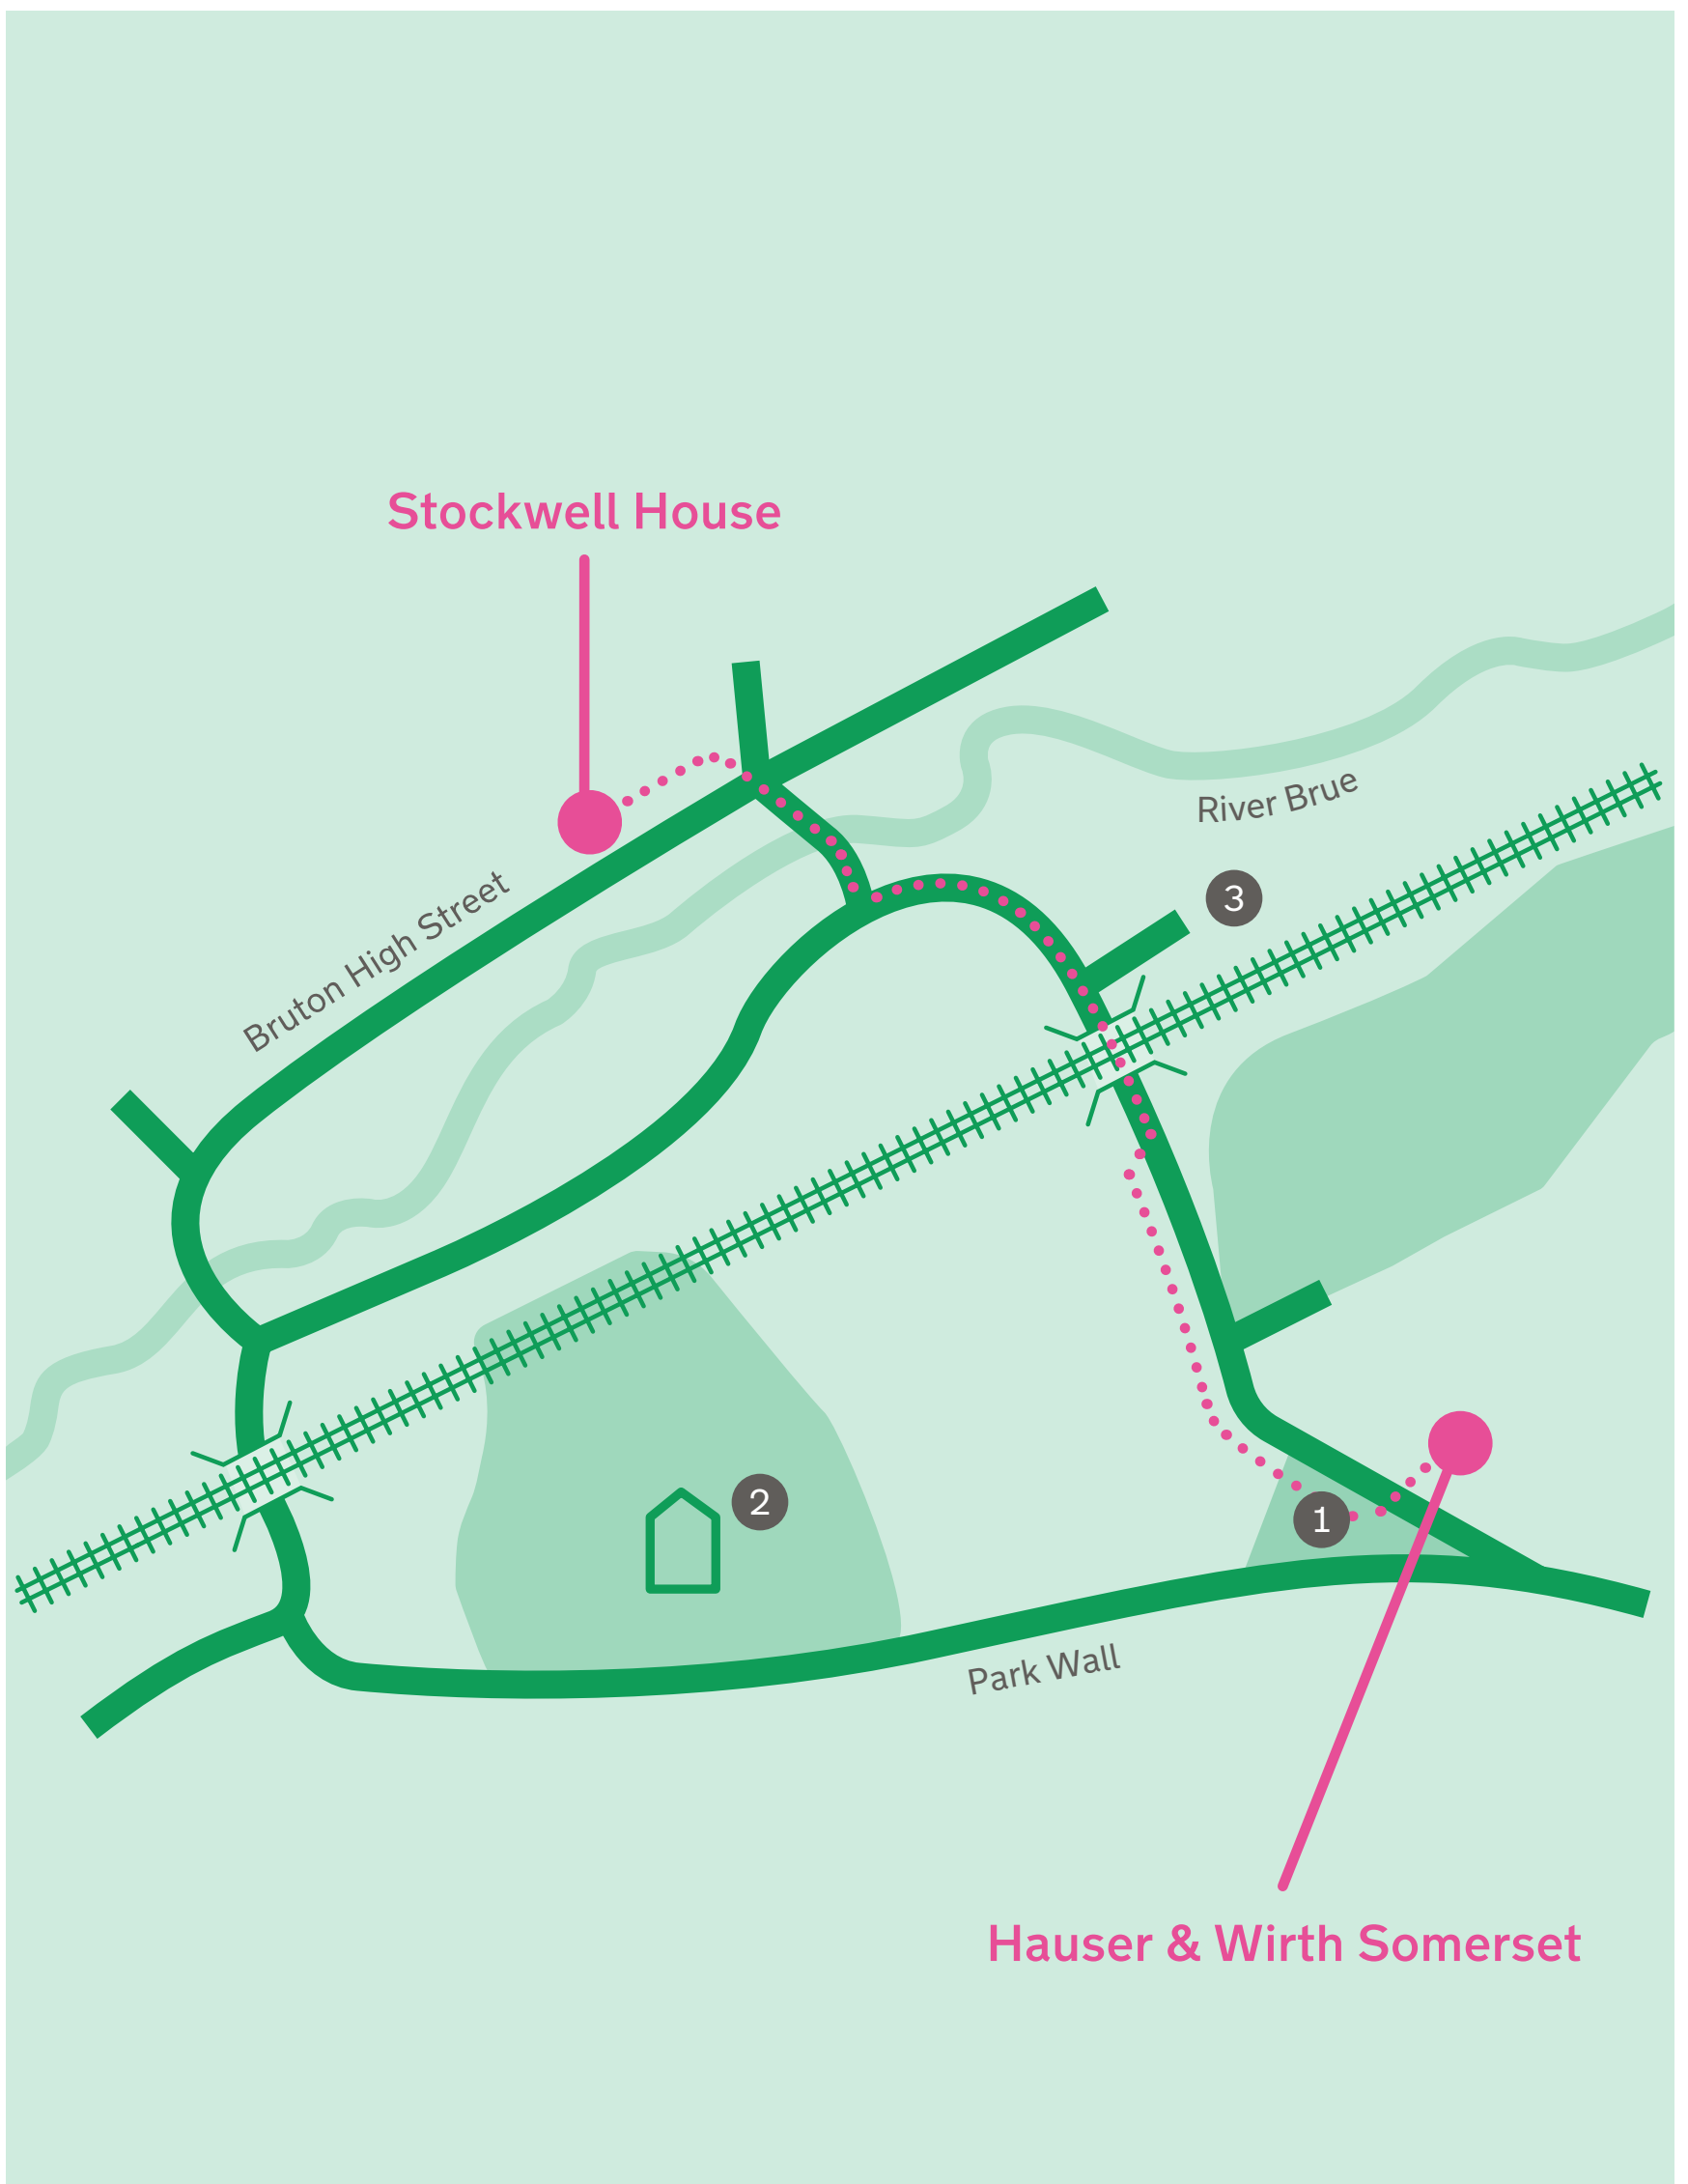 Stockwell House
River Brue
3
Bruton High Street
2
1
Park Wall
Hauser & Wirth Somerset